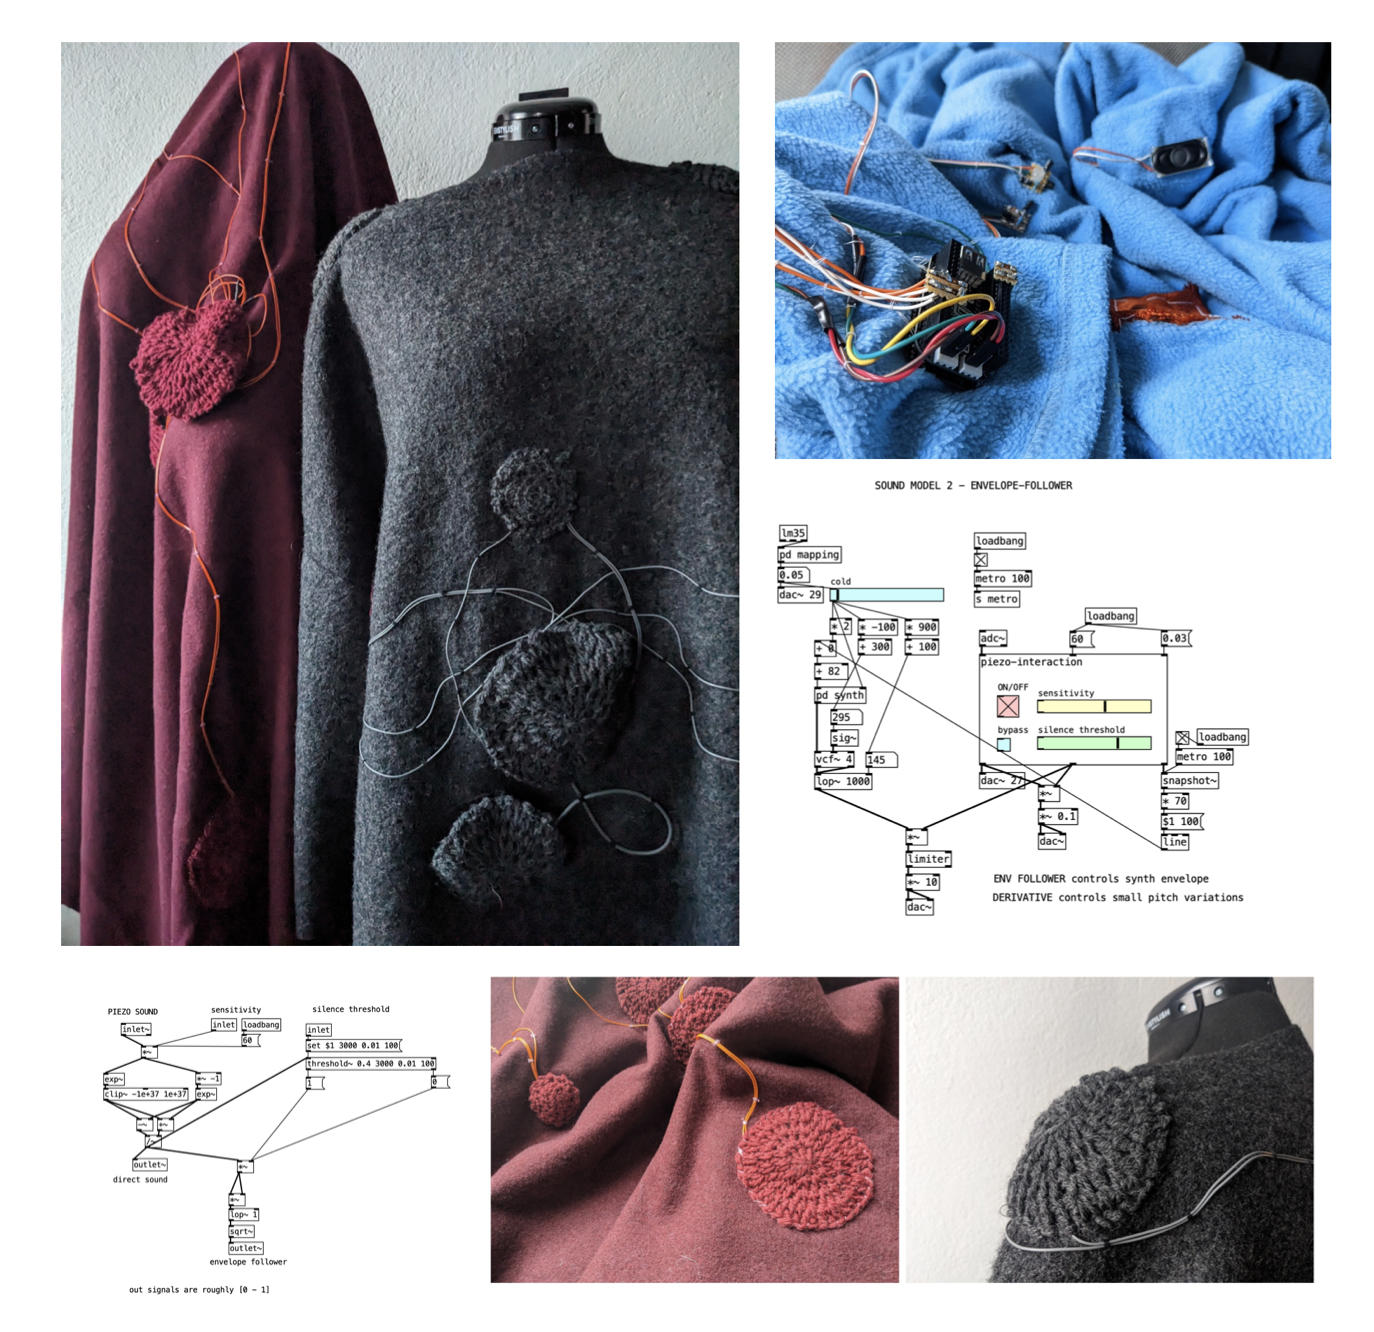 SOUND MODEL 2 - ENVELOPE-FOLLOWER
lm35
pd mapping
0.05
dac~ 29
cold
* 2
* -100
* 900
+ 0
+ 300
+ 100
+ 82
pd synth
295
sig~
vcf~ 4
145
lop~ 1000
*~
limiter
*~ 10
dac~
loadbang
metro 100
s metro
loadbang
adc~
60
0.03
piezo-interaction
ON/OFF
sensitivity
bypass
silence threshold
dac~ 27
*~
*~ 0.1
dac~
loadbang
metro 100
snapshot~
* 70
$1 100
line
ENV FOLLOWER controls synth envelope
DERIVATIVE controls small pitch variations
PIEZO SOUND
inlet~
sensitivity
inlet
loadbang
60
*~
exp~
*~ -1
clip~ -1e+37 1e+37
exp~
outlet~
direct sound
silence threshold
inlet
set $1 3000 0.01 100
threshold~ 0.4 3000 0.01 100
1
0
*~
*~
lop~ 1
sqrt~
outlet~
envelope follower
out signals are roughly [0 - 1]